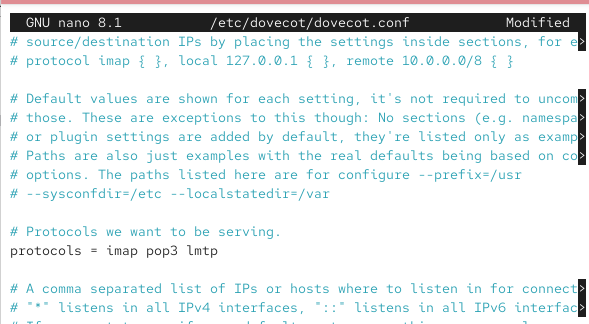 GNU nano 8.1 /etc/dovecot/dovecot.conf Modified
# source/destination IPs by placing the settings inside sections, for e>
# protocol imap { }, local 127.0.0.1 { }, remote 10.0.0.0/8 { }
# Default values are shown for each setting, it's not required to uncom>
# those. These are exceptions to this though: No sections (e.g. namespa>
# or plugin settings are added by default, they're listed only as examp>
# Paths are also just examples with the real defaults being based on co>
# options. The paths listed here are for configure --prefix=/usr
# --sysconfdir=/etc --localstatedir=/var
# Protocols we want to be serving.
protocols = imap pop3 lmtp
# A comma separated list of IPs or hosts where to listen in for connect>
# "*" listens in all IPv4 interfaces, "::" listens in all IPv6 interfac>